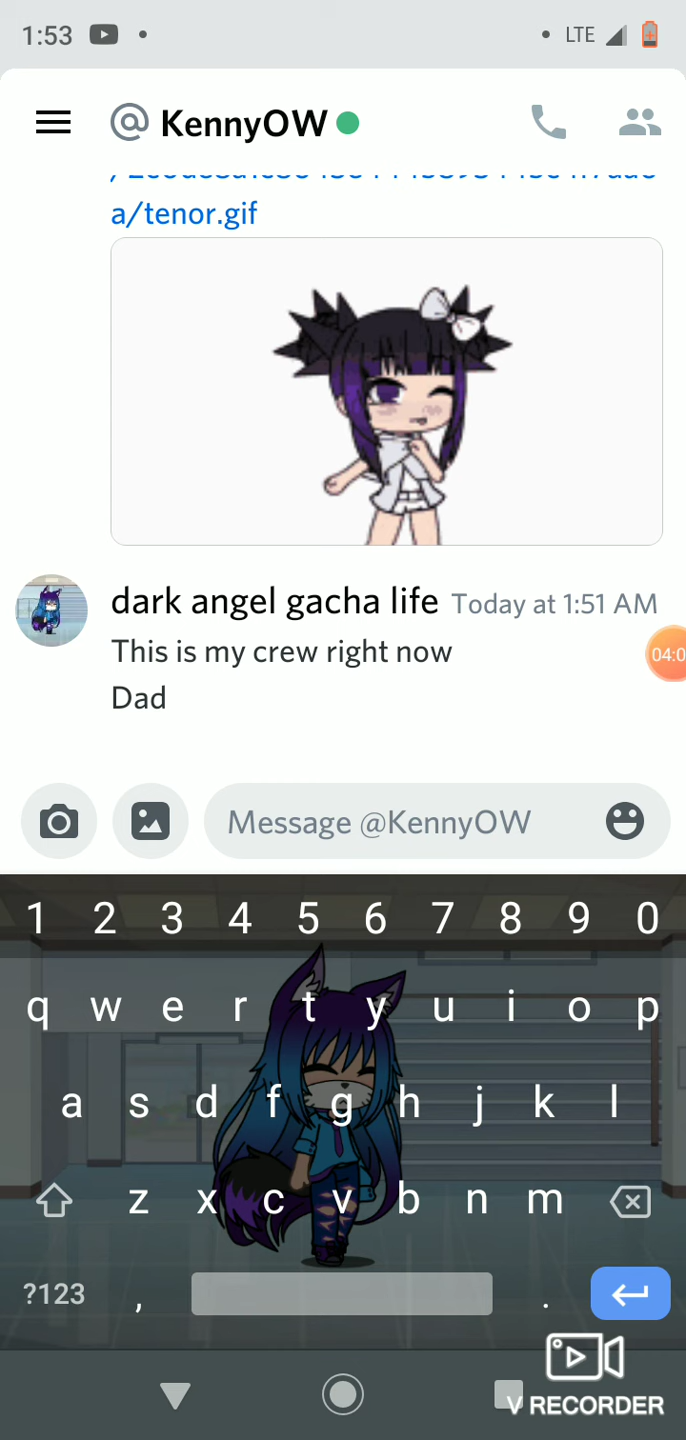 1:53
LTE
@ KennyOW
a/tenor.gif
dark angel gacha life Today at 1:51 AM
This is my crew right now
04:0
Dad
Message @KennyOW
1 2 3 4 5 6 7 8 9 0
q w e r t y u i o p
a s d f g h j k l
z x c v b n m
?123 , .
V RECORDER